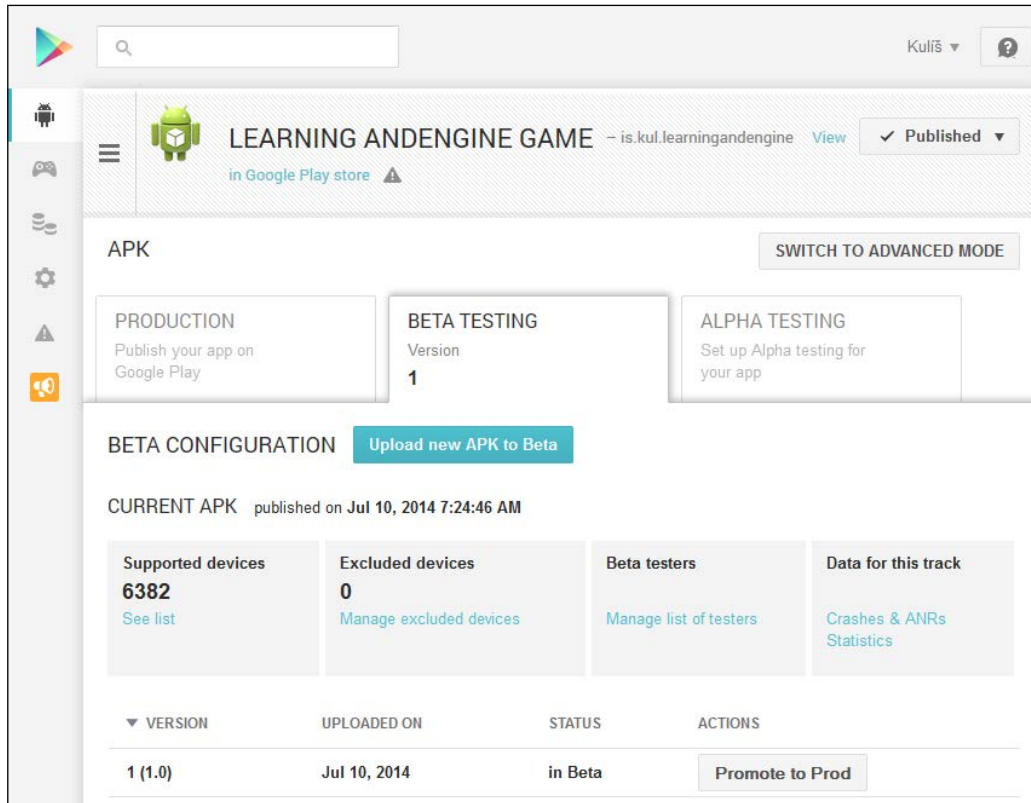 Kulíš
LEARNING ANDENGINE GAME – is.kul.learningandengine View
✓ Published
in Google Play store
APK
SWITCH TO ADVANCED MODE
PRODUCTION
Publish your app on
Google Play
BETA TESTING
Version
1
ALPHA TESTING
Set up Alpha testing for
your app
BETA CONFIGURATION Upload new APK to Beta
CURRENT APK published on Jul 10, 2014 7:24:46 AM
Supported devices
6382
See list
Excluded devices
0
Manage excluded devices
Beta testers
Manage list of testers
Data for this track
Crashes & ANRs
Statistics
VERSION UPLOADED ON STATUS ACTIONS
1 (1.0) Jul 10, 2014 in Beta Promote to Prod